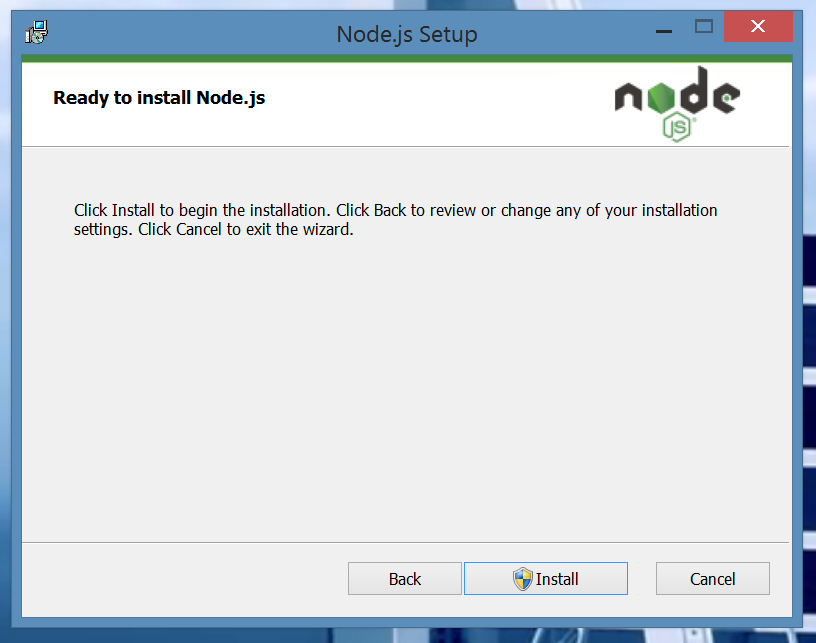 Node.js Setup
Ready to install Node.js
node
JS
Click Install to begin the installation. Click Back to review or change any of your installation
settings. Click Cancel to exit the wizard.
Back
Install
Cancel